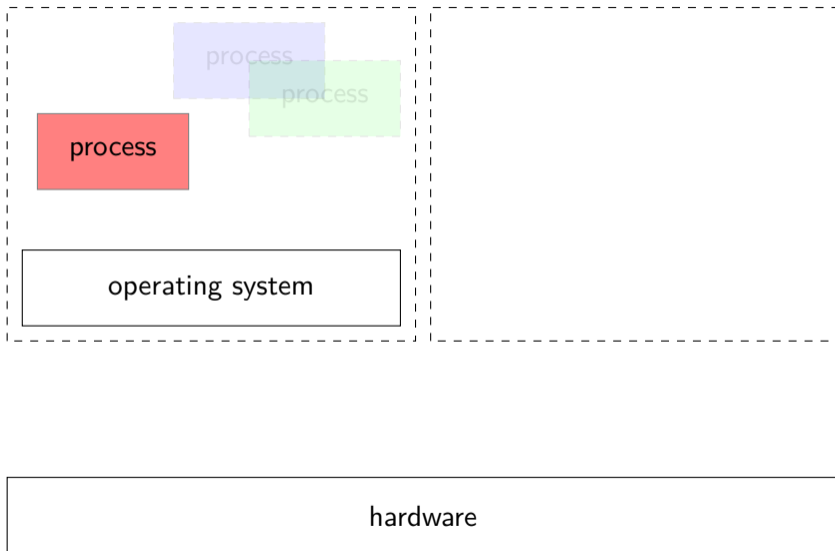 process
process
process
operating system
hardware